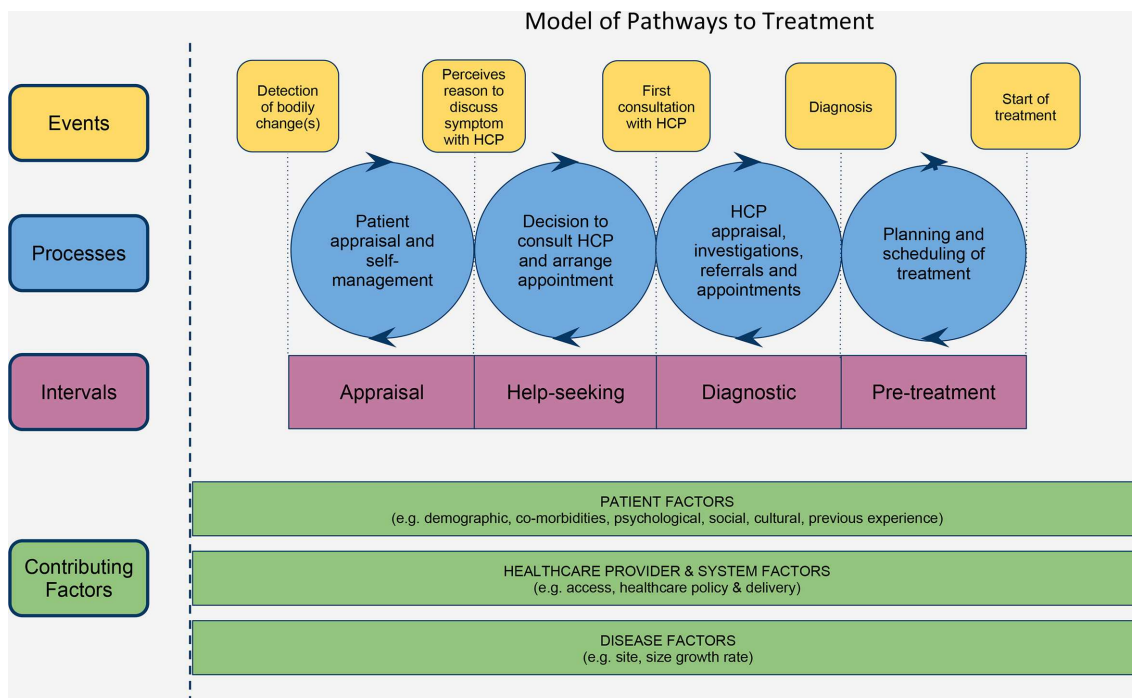 Model of Pathways to Treatment
Events
Detection
of bodily
change(s)
Perceives
reason to
discuss
symptom
with HCP
First
consultation
with HCP
Diagnosis
Start of
treatment
Processes
Patient
appraisal and
self-
management
Decision to
consult HCP
and arrange
appointment
HCP
appraisal,
investigations,
referrals and
appointments
Planning and
scheduling of
treatment
Intervals
Appraisal
Help-seeking
Diagnostic
Pre-treatment
Contributing
Factors
PATIENT FACTORS
(e.g. demographic, co-morbidities, psychological, social, cultural, previous experience)
HEALTHCARE PROVIDER & SYSTEM FACTORS
(e.g. access, healthcare policy & delivery)
DISEASE FACTORS
(e.g. site, size growth rate)